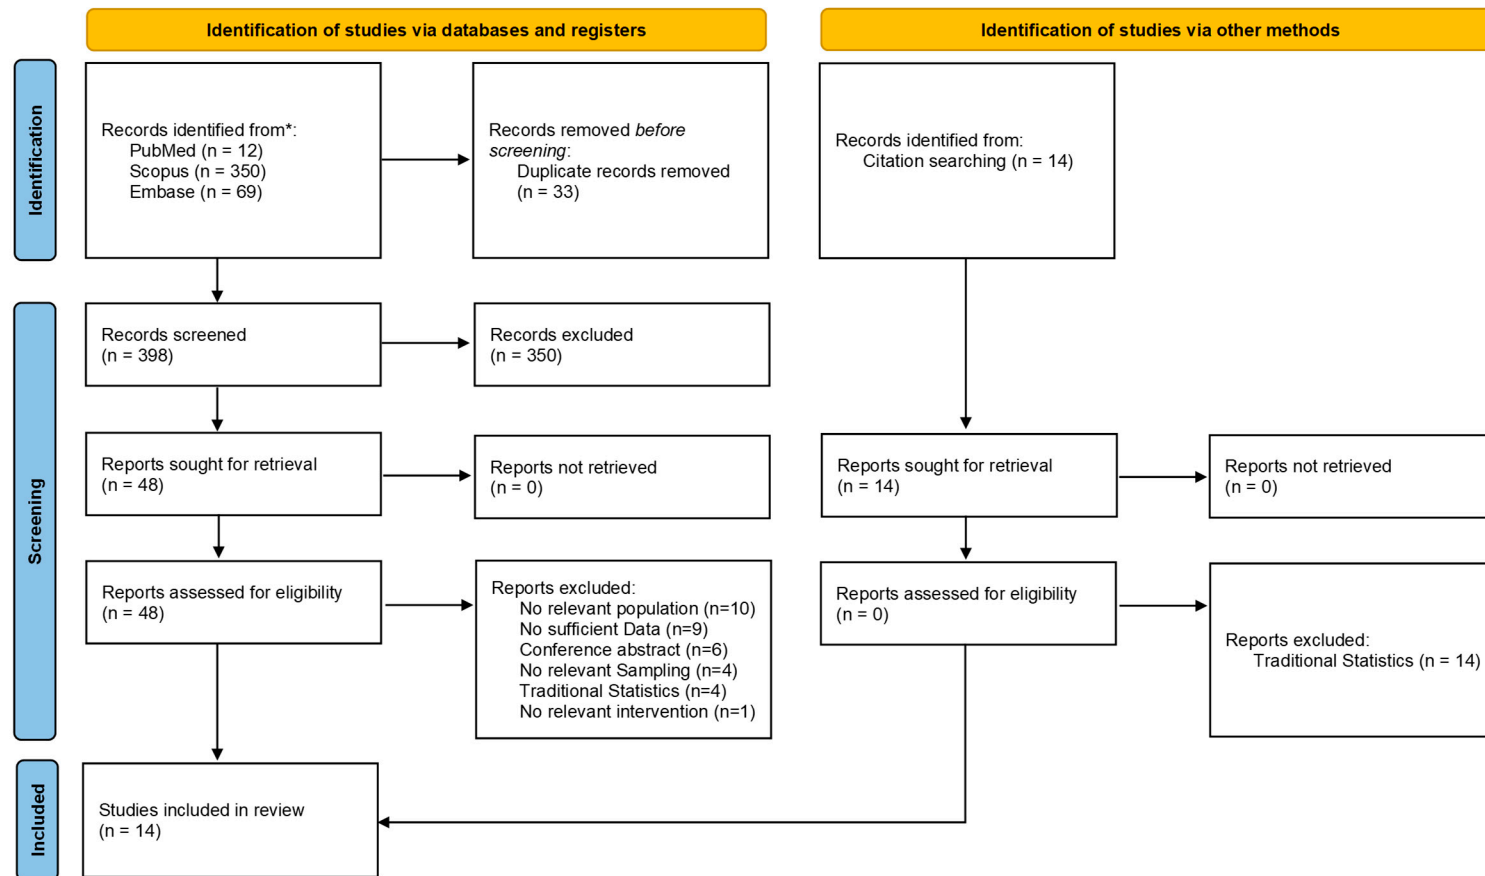 Identification of studies via databases and registers
Identification of studies via other methods
Identification
Records identified from*:
PubMed (n = 12)
Scopus (n = 350)
Embase (n = 69)
Records removed before
screening:
Duplicate records removed
(n = 33)
Records identified from:
Citation searching (n = 14)
Screening
Records screened
(n = 398)
Records excluded
(n = 350)
Reports sought for retrieval
(n = 48)
Reports not retrieved
(n = 0)
Reports sought for retrieval
(n = 14)
Reports not retrieved
(n = 0)
Reports assessed for eligibility
(n = 48)
Reports excluded:
No relevant population (n=10)
No sufficient Data (n=9)
Conference abstract (n=6)
No relevant Sampling (n=4)
Traditional Statistics (n=4)
No relevant intervention (n=1)
Reports assessed for eligibility
(n = 0)
Reports excluded:
Traditional Statistics (n = 14)
Included
Studies included in review
(n = 14)